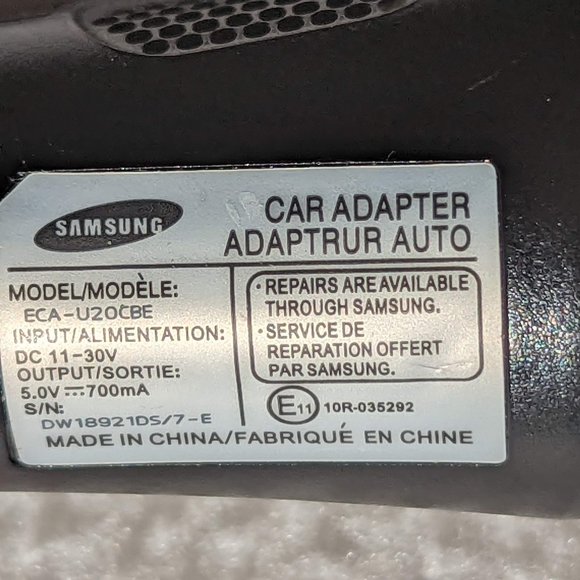 SAMSUNG
CAR ADAPTER
ADAPTRUR AUTO
MODEL/MODÈLE:
ECA-U20CBE
INPUT/ALIMENTATION:
DC 11-30V
OUTPUT/SORTIE:
5.0V⎓700mA
S/N:
DW18921DS/7-E
· REPAIRS ARE AVAILABLE
THROUGH SAMSUNG.
· SERVICE DE
REPARATION OFFERT
PAR SAMSUNG.
E11 10R-035292
MADE IN CHINA/FABRIQUÉ EN CHINE